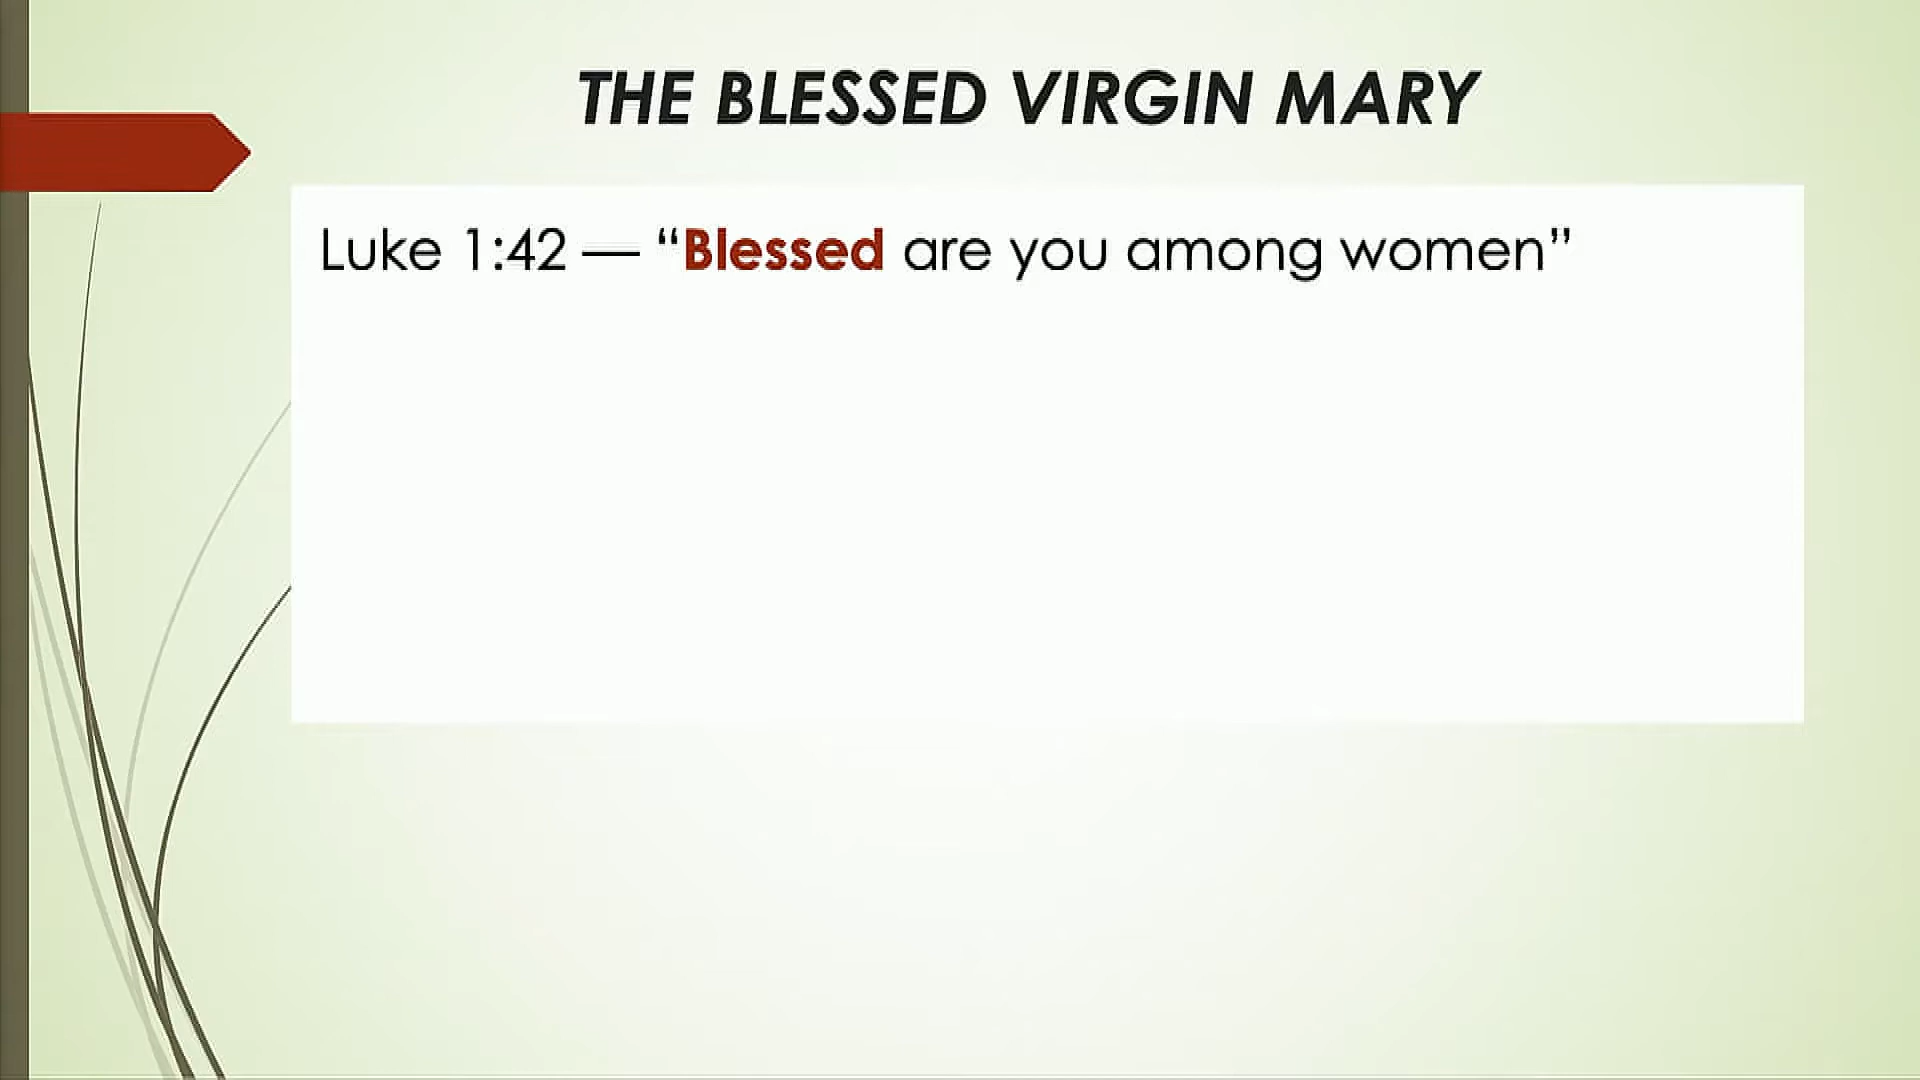 THE BLESSED VIRGIN MARY
Luke 1:42 — “Blessed are you among women”